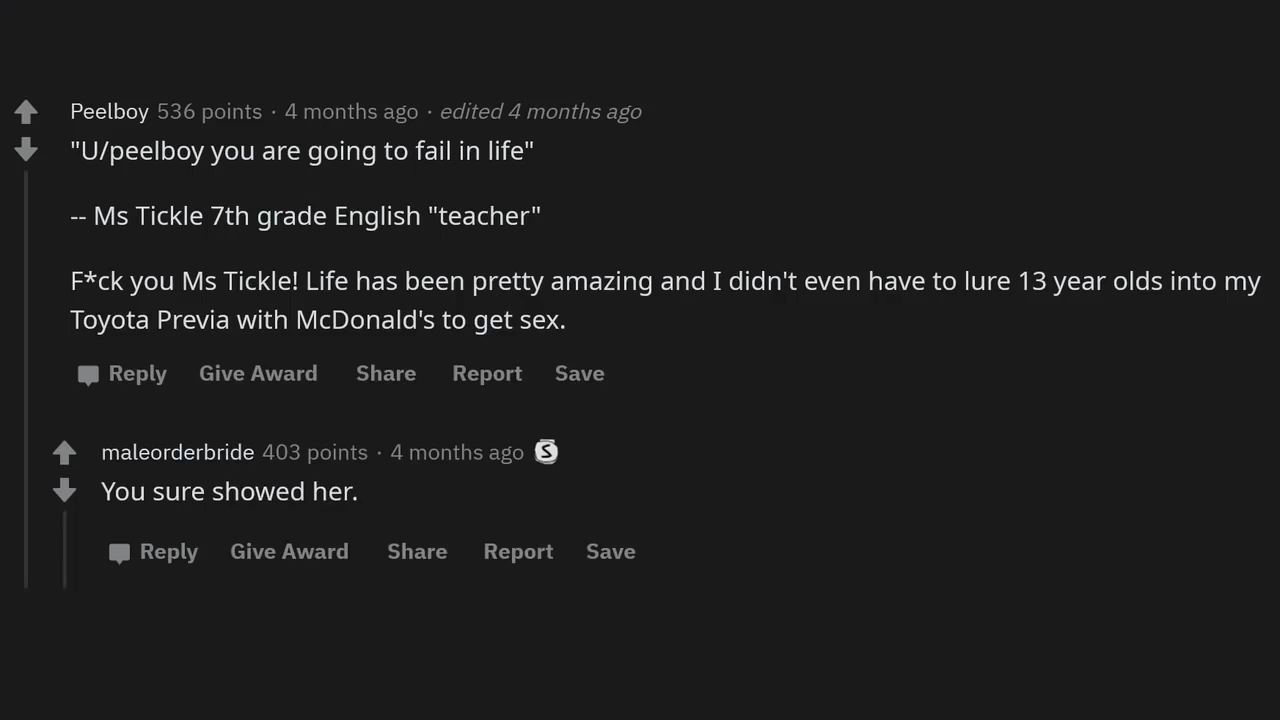 Peelboy 536 points · 4 months ago · edited 4 months ago
"U/peelboy you are going to fail in life"
-- Ms Tickle 7th grade English "teacher"
F*ck you Ms Tickle! Life has been pretty amazing and I didn't even have to lure 13 year olds into my
Toyota Previa with McDonald's to get sex.
Reply Give Award Share Report Save
maleorderbride 403 points · 4 months ago S
You sure showed her.
Reply Give Award Share Report Save